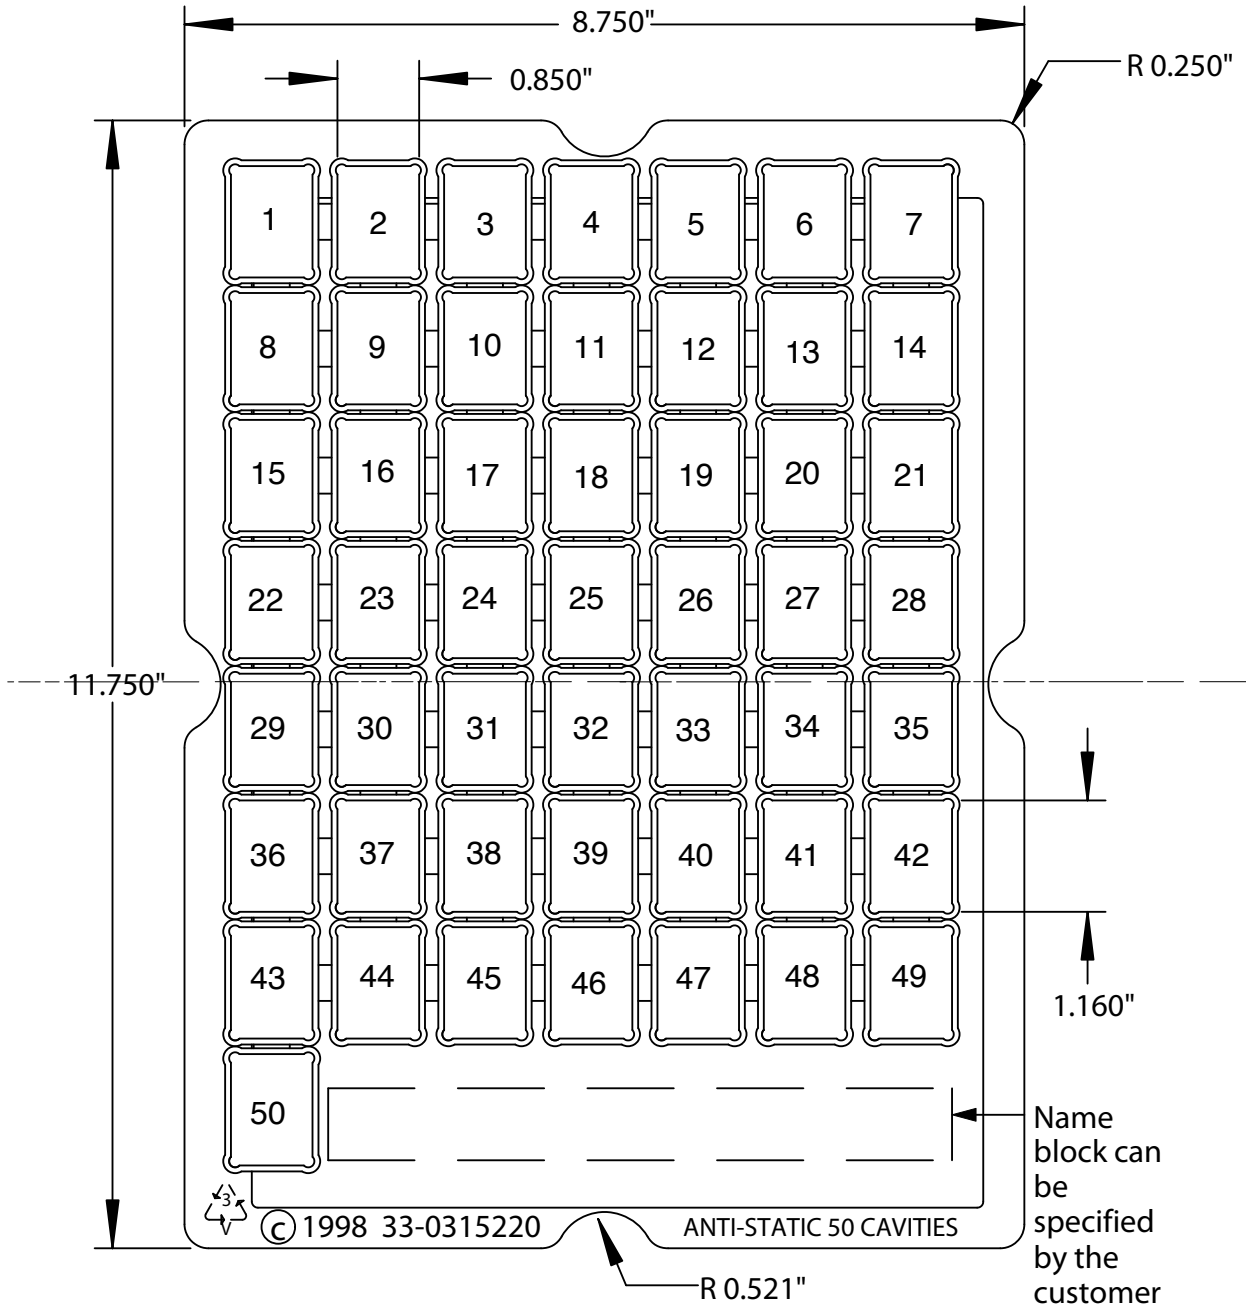 8.750"
0.850"
R 0.250"
1 2 3 4 5 6 7
8 9 10 11 12 13 14
15 16 17 18 19 20 21
22 23 24 25 26 27 28
11.750"
29 30 31 32 33 34 35
36 37 38 39 40 41 42
43 44 45 46 47 48 49
1.160"
50
Name
block can
be
specified
by the
customer
3
V
© 1998 33-0315220
ANTI-STATIC 50 CAVITIES
R 0.521"